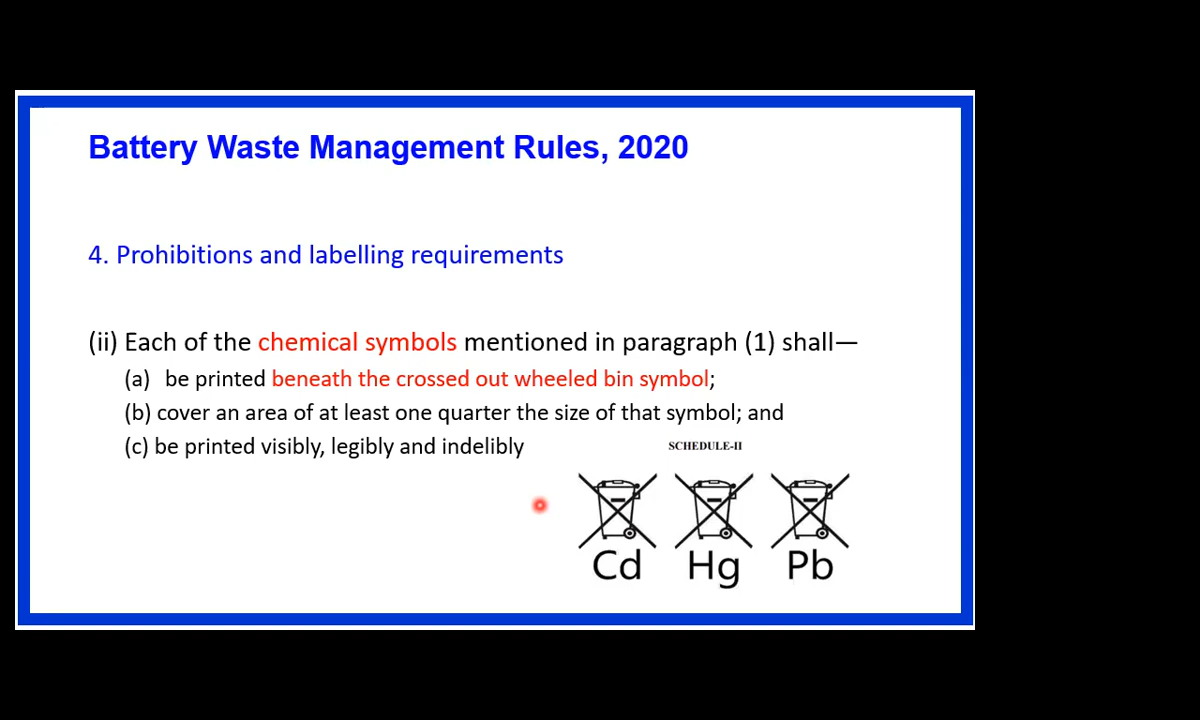 Battery Waste Management Rules, 2020
4. Prohibitions and labelling requirements
(ii) Each of the chemical symbols mentioned in paragraph (1) shall—
(a) be printed beneath the crossed out wheeled bin symbol;
(b) cover an area of at least one quarter the size of that symbol; and
(c) be printed visibly, legibly and indelibly
SCHEDULE-II
Cd Hg Pb